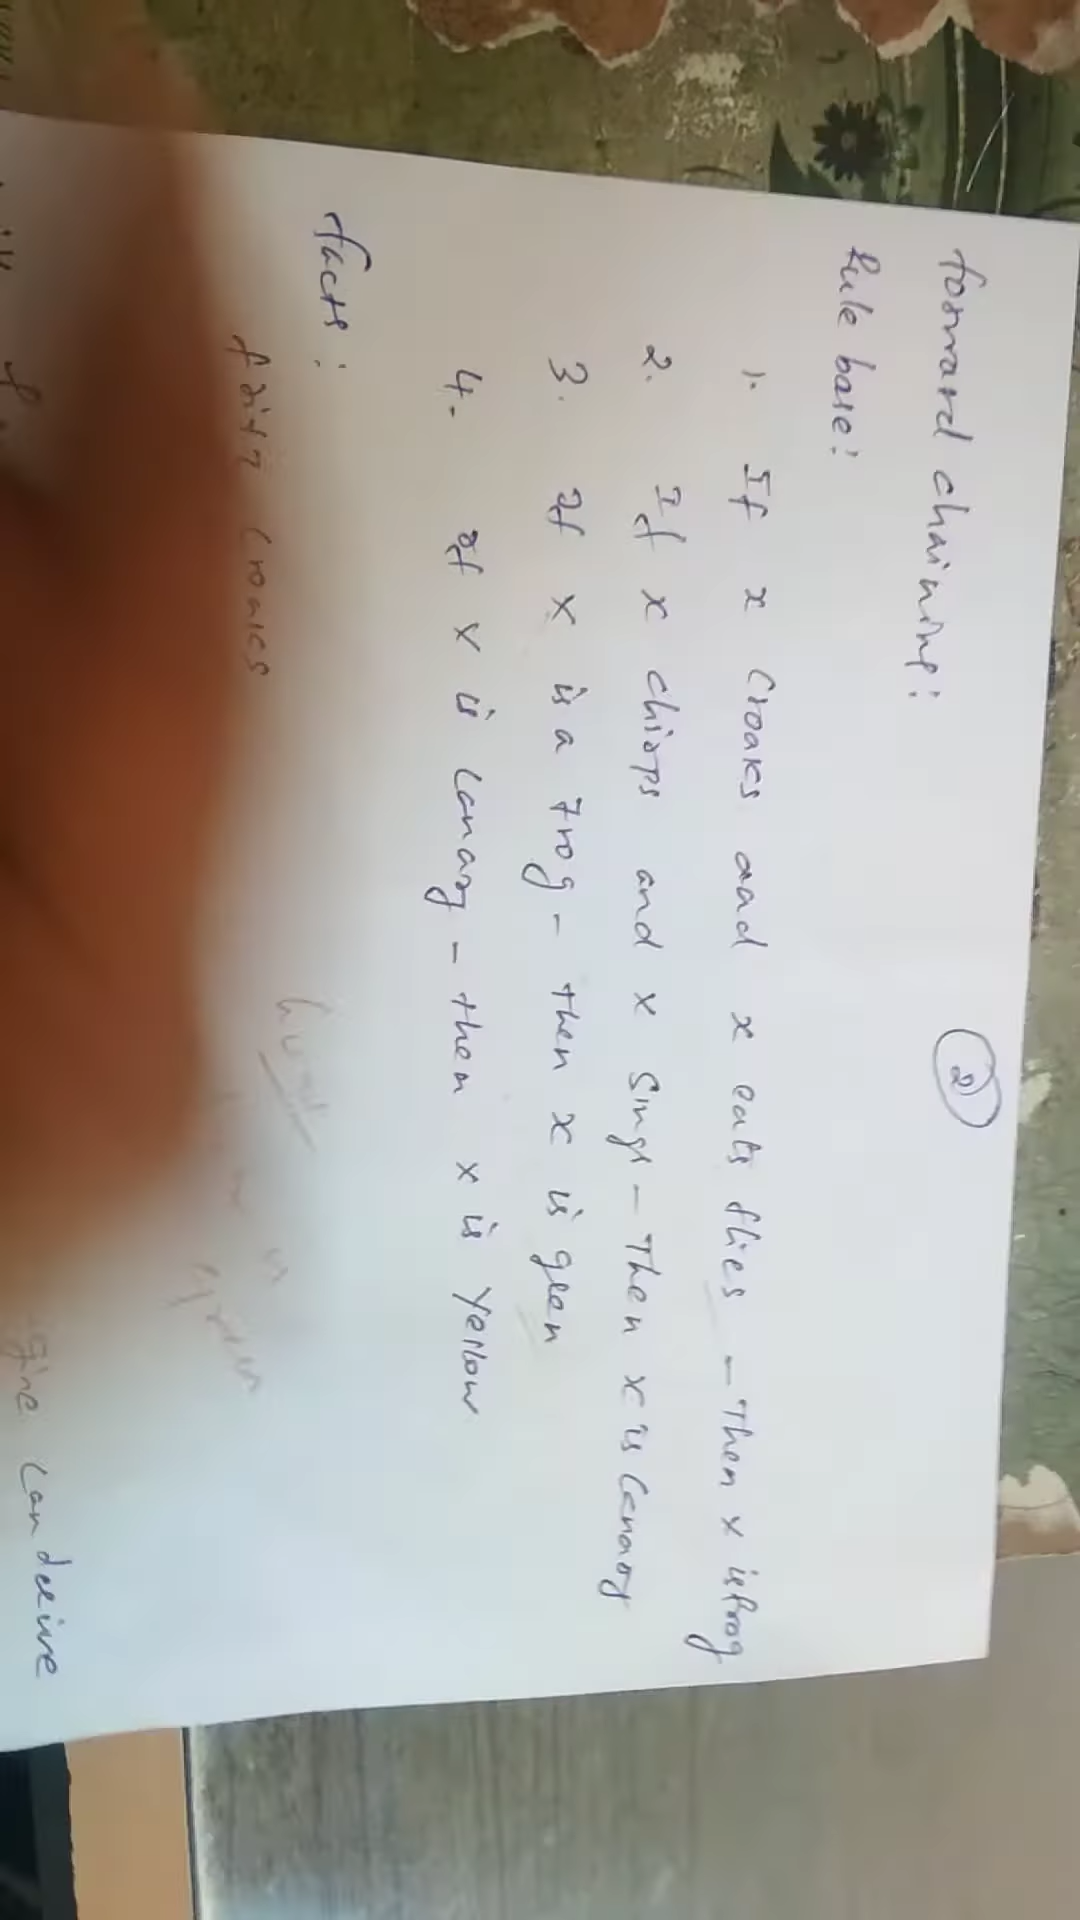 forward chaining:
2
Rule base:
1. If x Croaks aad x eats flies - Then x is frog
2. If x chirps and x Sings - Then x is Canary
3. If x is a Frog - then x is green
4. If x is Canary - then x is Yellow
facts:
fritz croaks
can derive